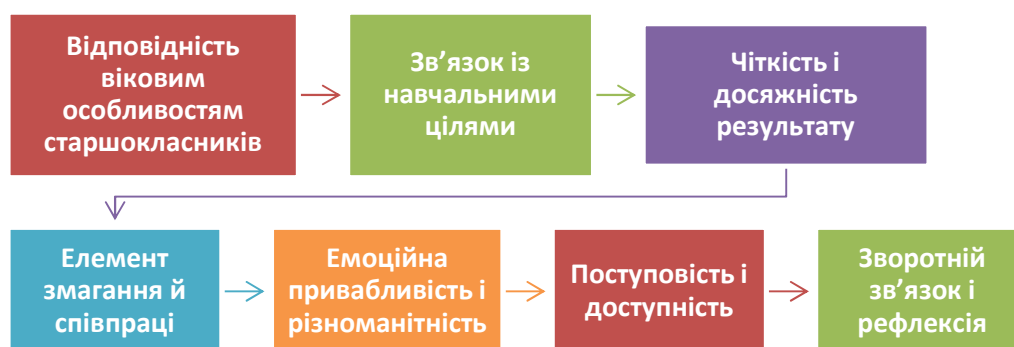 Відповідність
віковим
особливостям
старшокласників
Зв’язок із
навчальними
цілями
Чіткість і
досяжність
результату
Елемент
змагання й
співпраці
Емоційна
привабливість і
різноманітність
Поступовість і
доступність
Зворотній
зв’язок і
рефлексія